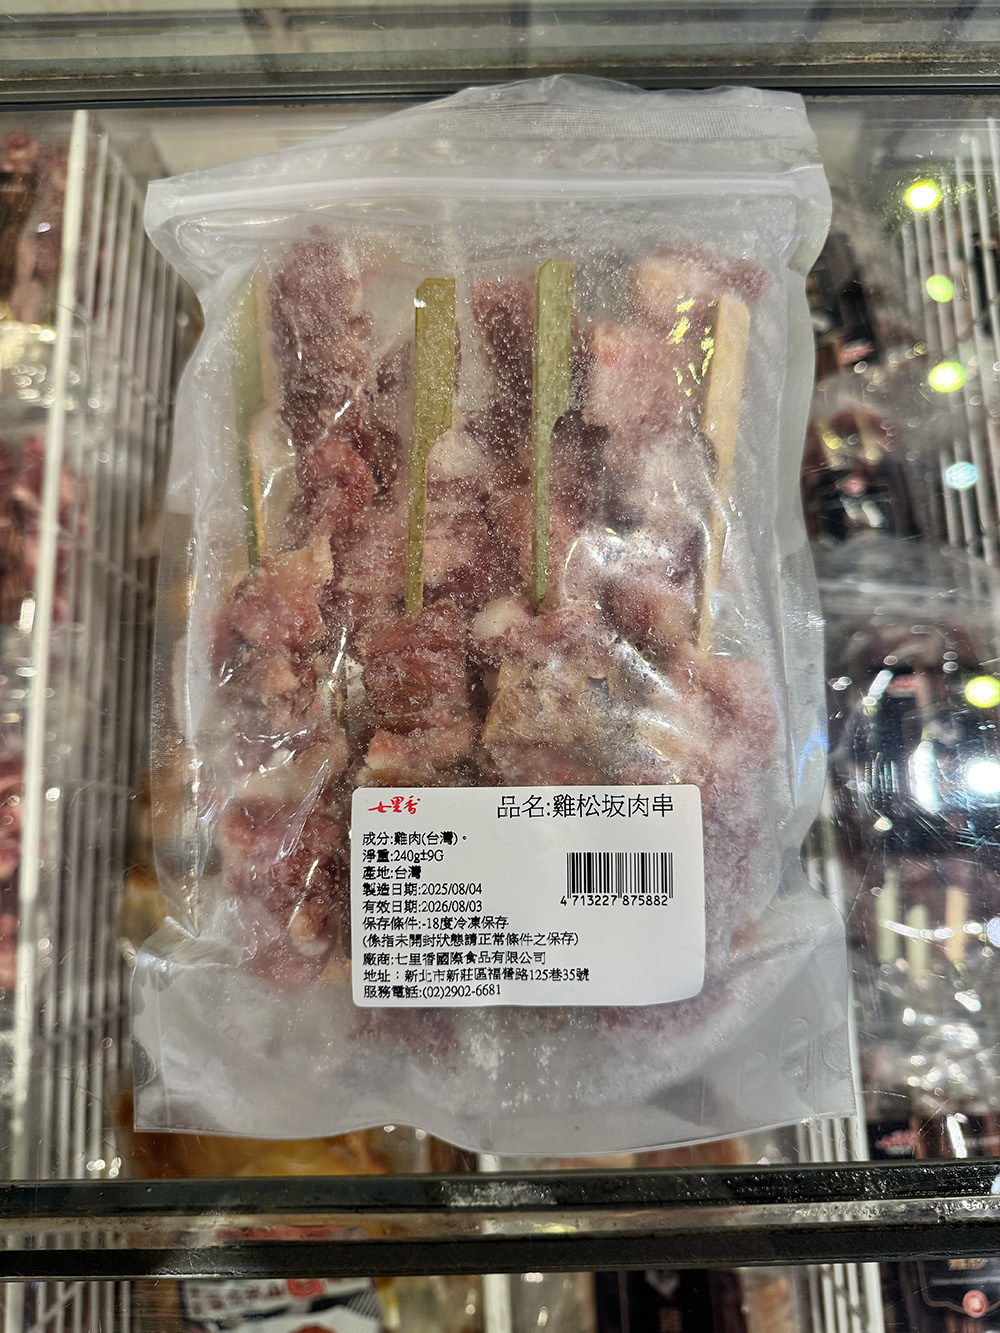 七里香
品名:雞松坂肉串
成分:雞肉(台灣)。
淨重:240g±9G
產地:台灣
製造日期:2025/08/04
有效日期:2026/08/03
保存條件:-18度冷凍保存
(係指未開封狀態請正常條件之保存)
廠商:七里香國際食品有限公司
地址：新北市新莊區福營路125巷35號
服務電話:(02)2902-6681
4 713227 875882